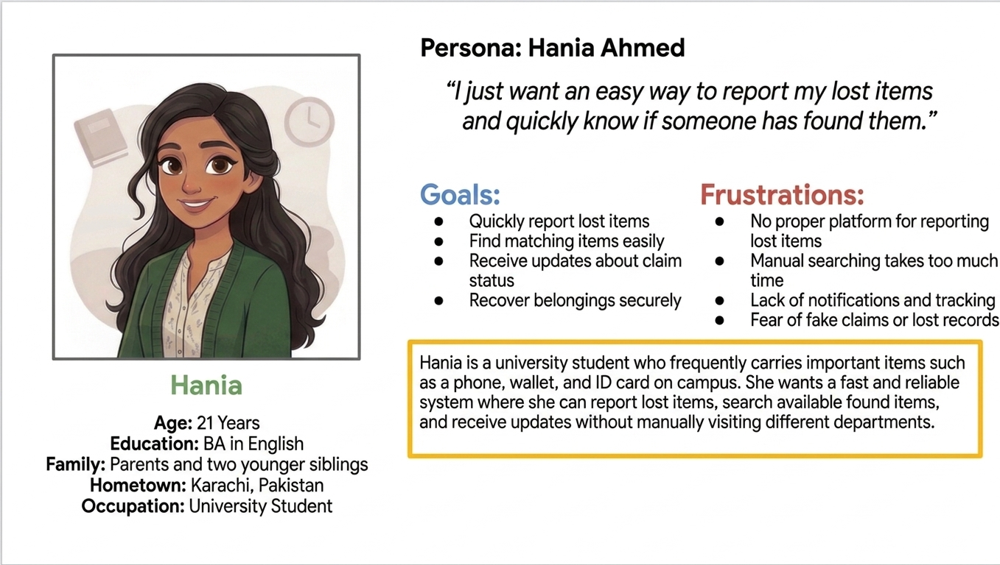 Persona: Hania Ahmed
“I just want an easy way to report my lost items
and quickly know if someone has found them.”
Goals:
● Quickly report lost items
● Find matching items easily
● Receive updates about claim
status
● Recover belongings securely
Frustrations:
● No proper platform for reporting
lost items
● Manual searching takes too much
time
● Lack of notifications and tracking
● Fear of fake claims or lost records
Hania is a university student who frequently carries important items such
as a phone, wallet, and ID card on campus. She wants a fast and reliable
system where she can report lost items, search available found items,
and receive updates without manually visiting different departments.
Hania
Age: 21 Years
Education: BA in English
Family: Parents and two younger siblings
Hometown: Karachi, Pakistan
Occupation: University Student